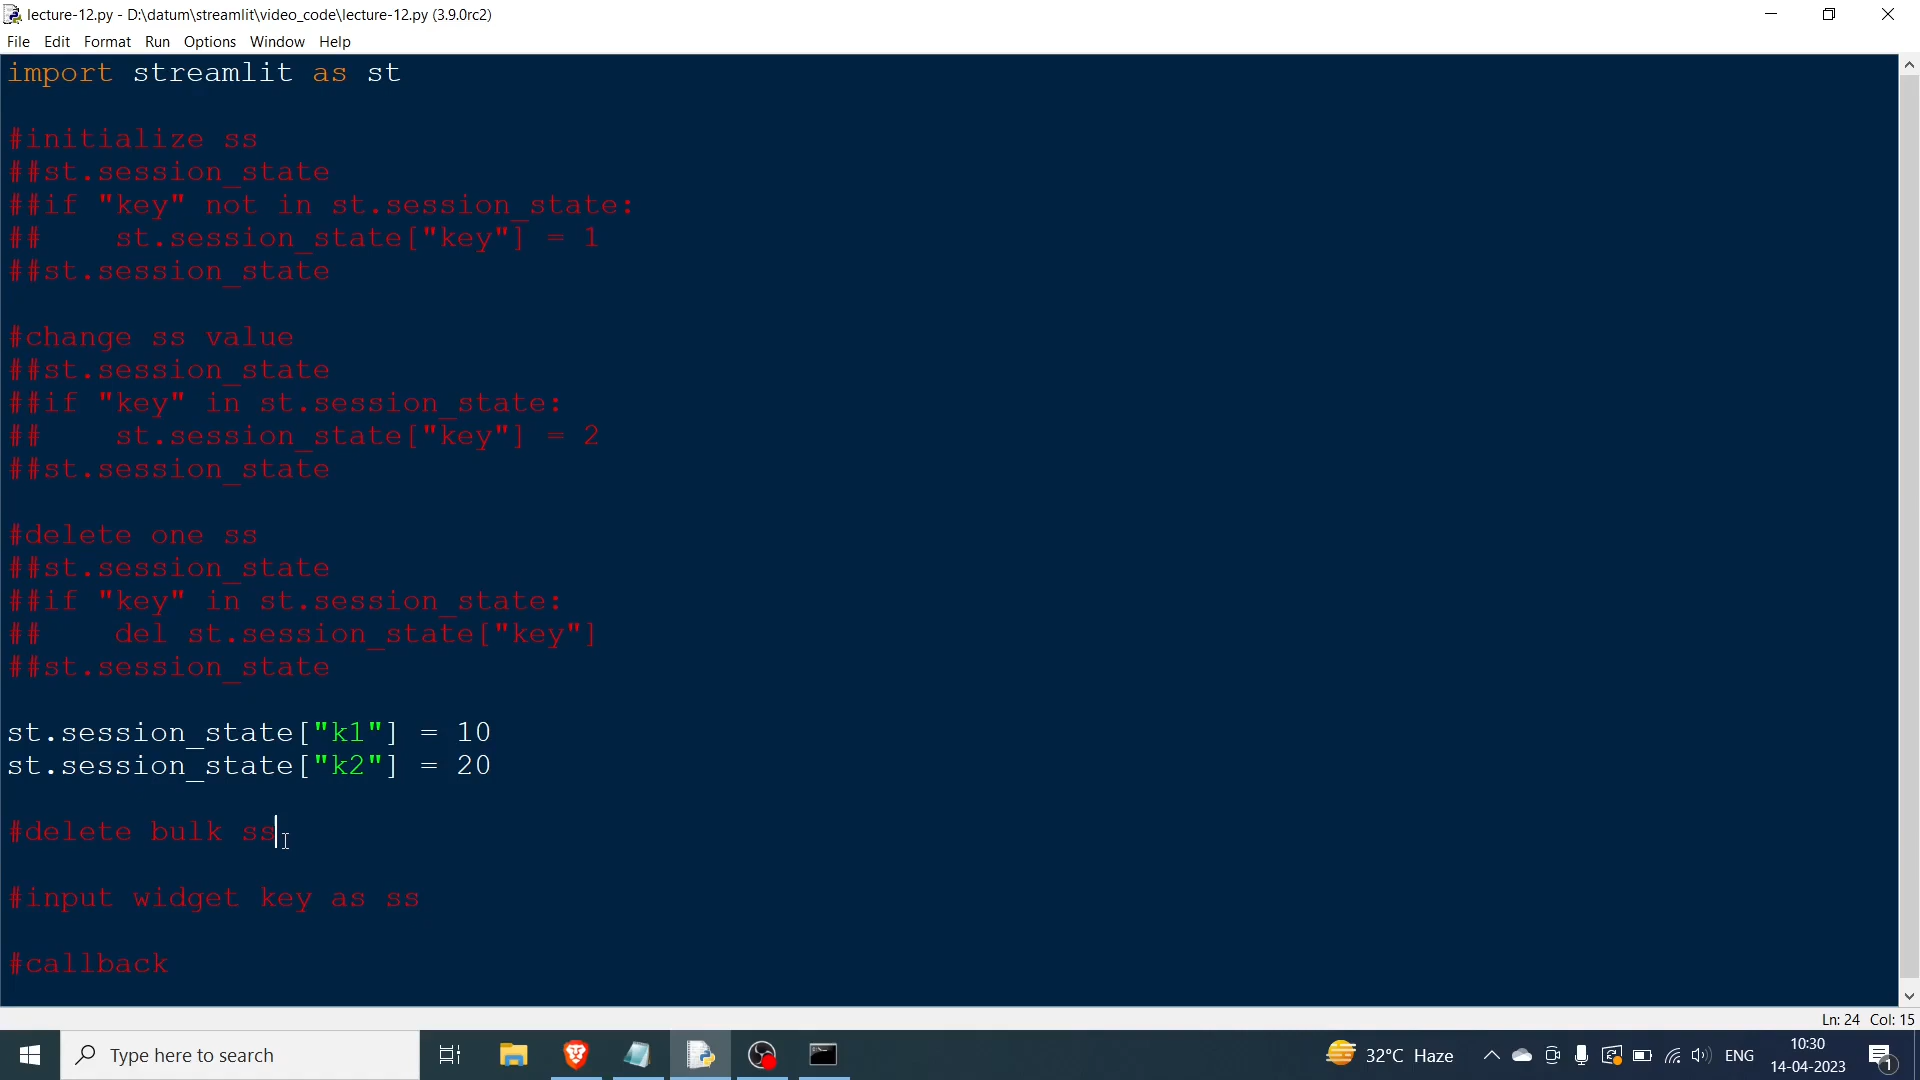 lecture-12.py - D:\datum\streamlit\video_code\lecture-12.py (3.9.0rc2)
File Edit Format Run Options Window Help
import streamlit as st
#initialize ss
##st.session_state
##if "key" not in st.session_state:
##    st.session_state["key"] = 1
##st.session_state
#change ss value
##st.session_state
##if "key" in st.session_state:
##    st.session_state["key"] = 2
##st.session_state
#delete one ss
##st.session_state
##if "key" in st.session_state:
##    del st.session_state["key"]
##st.session_state
st.session_state["k1"] = 10
st.session_state["k2"] = 20
#delete bulk ss
#input widget key as ss
#callback
Ln: 24 Col: 15
Type here to search
32°C Haze
ENG
10:30
14-04-2023
1